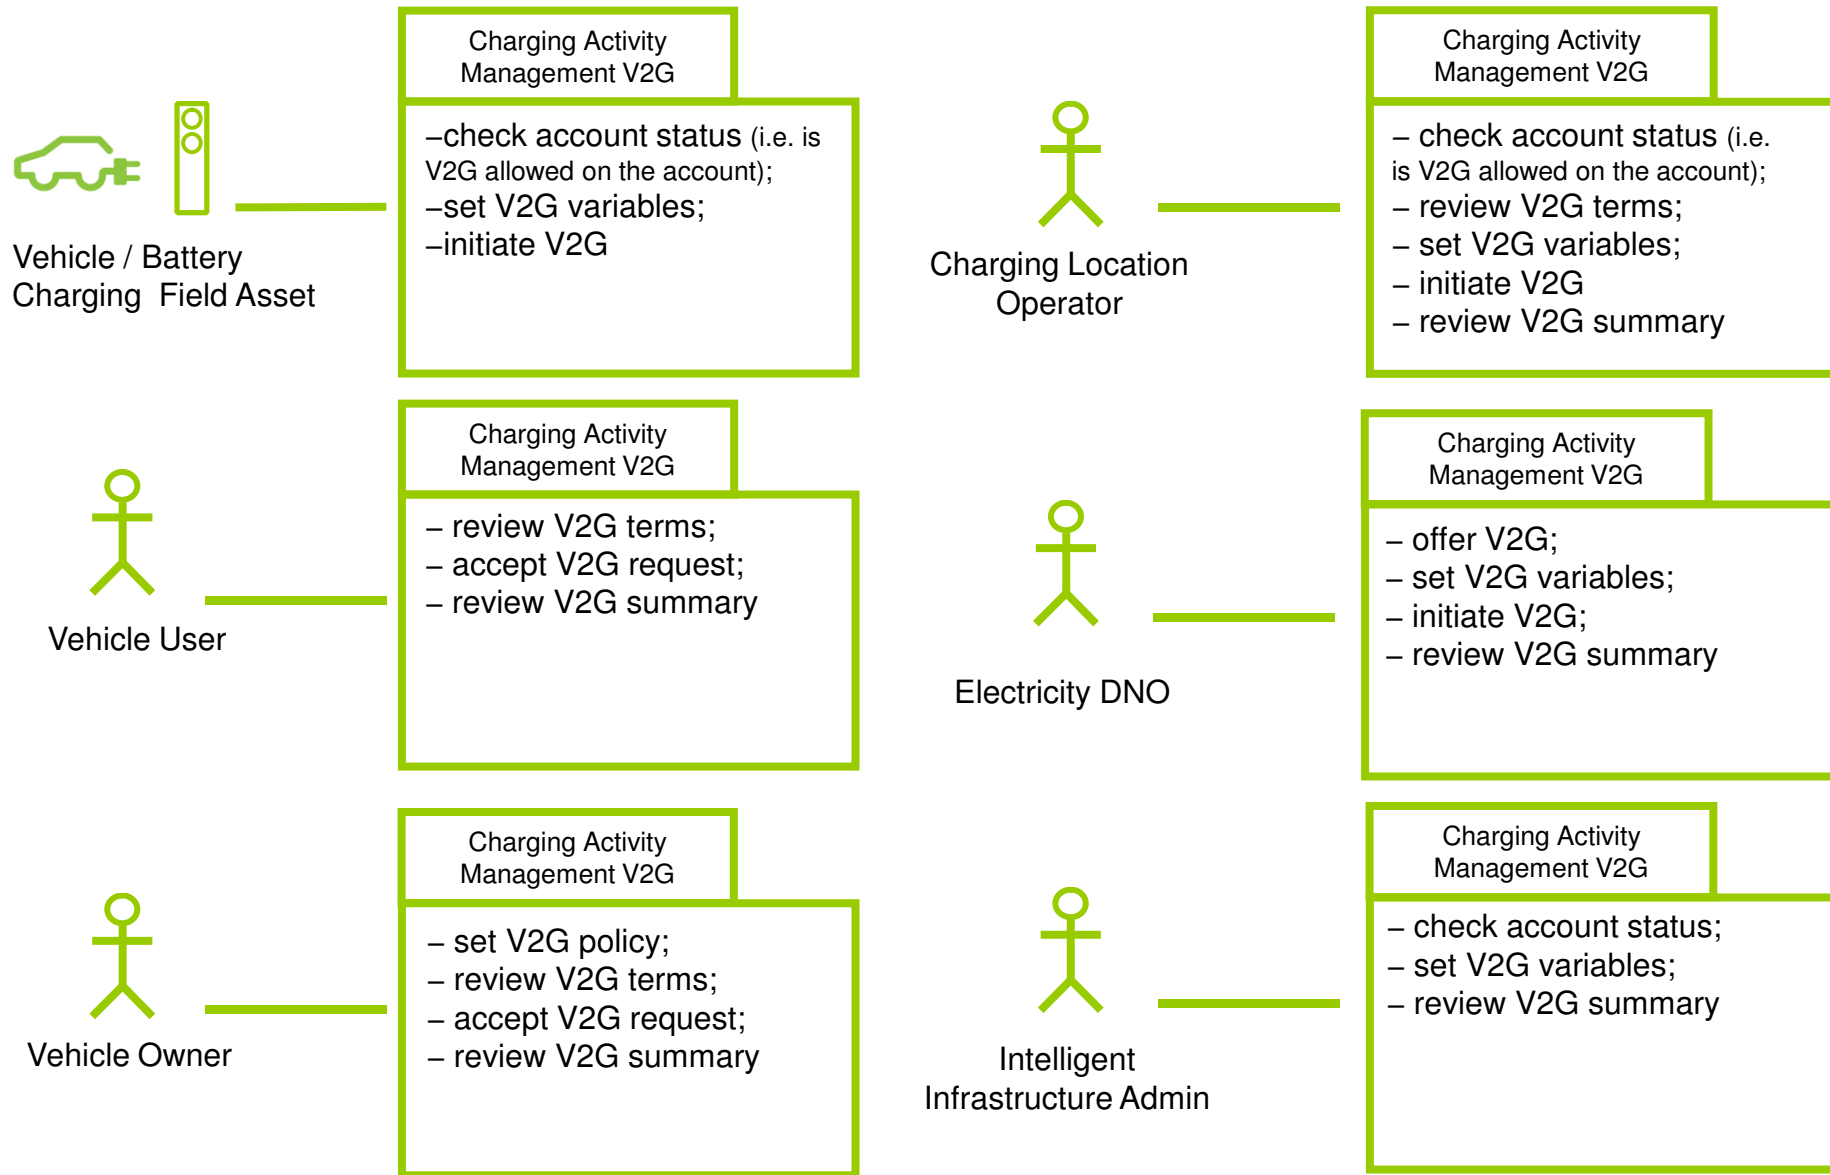 Charging Activity
Management V2G
–check account status (i.e. is
V2G allowed on the account);
–set V2G variables;
–initiate V2G
Vehicle / Battery
Charging Field Asset
Charging Activity
Management V2G
– check account status (i.e.
is V2G allowed on the account);
– review V2G terms;
– set V2G variables;
– initiate V2G
– review V2G summary
Charging Location
Operator
Charging Activity
Management V2G
– review V2G terms;
– accept V2G request;
– review V2G summary
Vehicle User
Charging Activity
Management V2G
– offer V2G;
– set V2G variables;
– initiate V2G;
– review V2G summary
Electricity DNO
Charging Activity
Management V2G
– set V2G policy;
– review V2G terms;
– accept V2G request;
– review V2G summary
Vehicle Owner
Charging Activity
Management V2G
– check account status;
– set V2G variables;
– review V2G summary
Intelligent
Infrastructure Admin